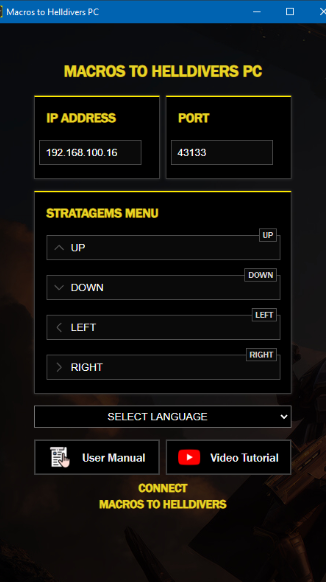 Macros to Helldivers PC
MACROS TO HELLDIVERS PC
IP ADDRESS
PORT
192.168.100.16
43133
STRATAGEMS MENU
UP
UP
DOWN
DOWN
LEFT
LEFT
RIGHT
RIGHT
SELECT LANGUAGE
User Manual
Video Tutorial
CONNECT
MACROS TO HELLDIVERS